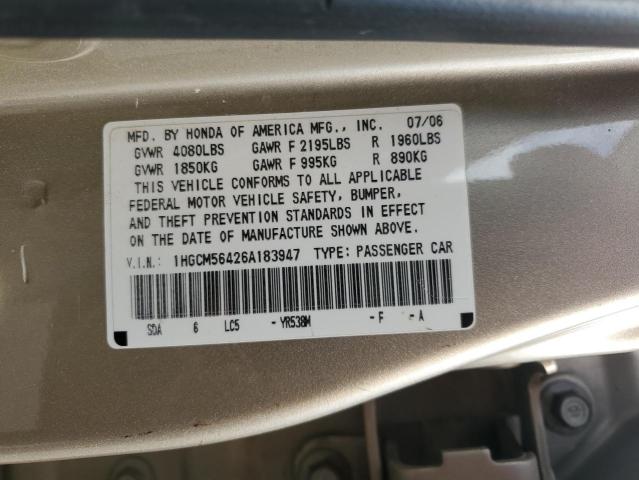 MFD. BY HONDA OF AMERICA MFG., INC. 07/06
GVWR 4080LBS GAWR F 2195LBS R 1960LBS
GVWR 1850KG GAWR F 995KG R 890KG
THIS VEHICLE CONFORMS TO ALL APPLICABLE
FEDERAL MOTOR VEHICLE SAFETY, BUMPER,
AND THEFT PREVENTION STANDARDS IN EFFECT
ON THE DATE OF MANUFACTURE SHOWN ABOVE.
V.I.N.: 1HGCM56426A183947 TYPE: PASSENGER CAR
SDA 6 LC5 -YR538M -F -A